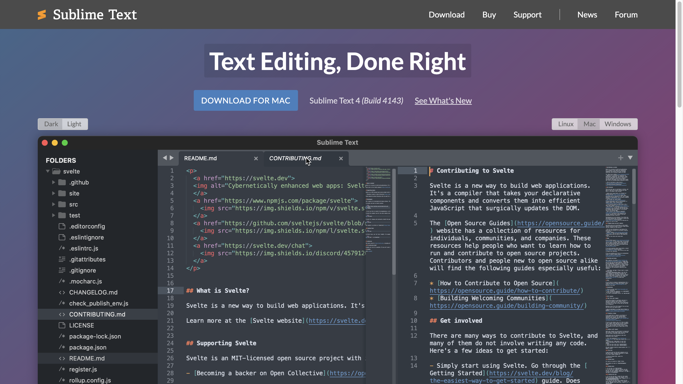 Sublime Text
Download
Buy
Support
News
Forum
Text Editing, Done Right
DOWNLOAD FOR MAC
Sublime Text 4 (Build 4143)
See What's New
Dark
Light
Linux
Mac
Windows
Sublime Text
FOLDERS
svelte
.github
site
src
test
.editorconfig
.eslintignore
.eslintrc.js
.gitattributes
.gitignore
.mocharc.js
CHANGELOG.md
check_publish_env.js
CONTRIBUTING.md
LICENSE
package-lock.json
package.json
README.md
register.js
rollup.config.js
README.md
CONTRIBUTING.md
1 <p>
2 <a href="https://svelte.dev">
3 <img alt="Cybernetically enhanced web apps: Svelt
4 </a>
5 <a href="https://www.npmjs.com/package/svelte">
6 <img src="https://img.shields.io/npm/v/svelte.s
7 </a>
8 <a href="https://github.com/sveltejs/svelte/blob/
9 <img src="https://img.shields.io/npm/l/svelte.s
10 </a>
11 <a href="https://svelte.dev/chat">
12 <img src="https://img.shields.io/discord/457912
13 </a>
14 </p>
15
16
17 ## What is Svelte?
18
19 Svelte is a new way to build web applications. It's
20
21 Learn more at the [Svelte website](https://svelte.d
22
23
24 ## Supporting Svelte
25
26 Svelte is an MIT-licensed open source project with
27
28 - [Becoming a backer on Open Collective](https://op
29
1 # Contributing to Svelte
2
3 Svelte is a new way to build web applications.
It's a compiler that takes your declarative
components and converts them into efficient
JavaScript that surgically updates the DOM.
4
5 The [Open Source Guides](https://opensource.guide/
) website has a collection of resources for
individuals, communities, and companies. These
resources help people who want to learn how to
run and contribute to open source projects.
Contributors and people new to open source alike
will find the following guides especially useful:
6
7 * [How to Contribute to Open Source](
https://opensource.guide/how-to-contribute/)
8 * [Building Welcoming Communities](
https://opensource.guide/building-community/)
9
10 ## Get involved
11
12 There are many ways to contribute to Svelte, and
many of them do not involve writing any code.
Here's a few ideas to get started:
13
14 - Simply start using Svelte. Go through the [
Getting Started](https://svelte.dev/blog/
the-easiest-way-to-get-started) guide. Does